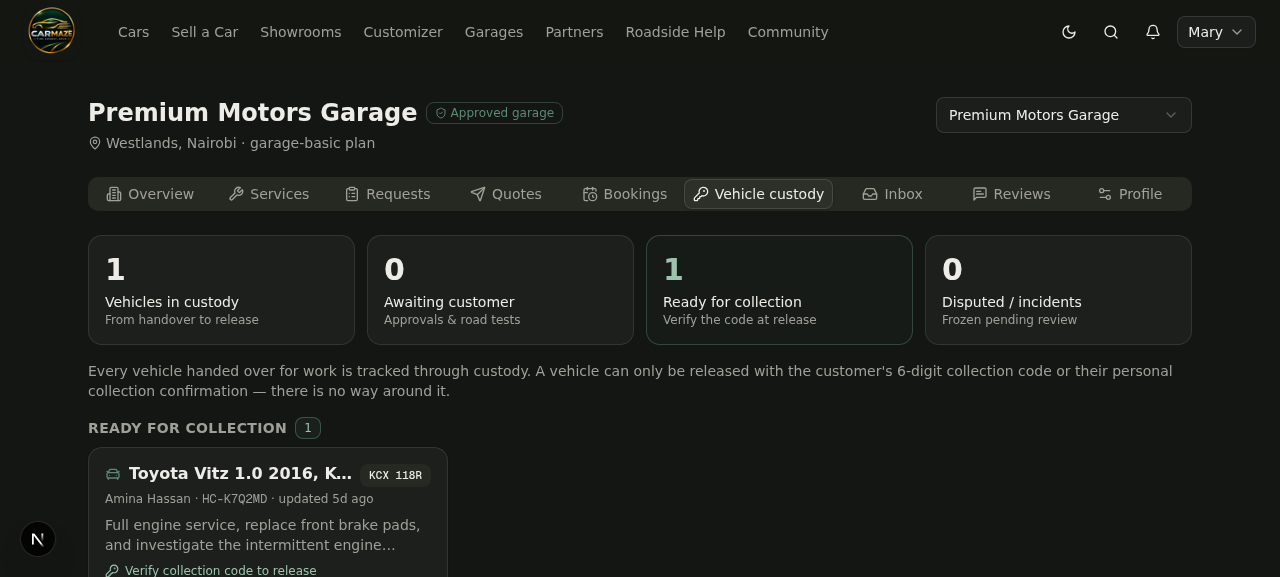 CARMAZE
Cars Sell a Car Showrooms Customizer Garages Partners Roadside Help Community Mary
Premium Motors Garage Approved garage Premium Motors Garage
Westlands, Nairobi · garage-basic plan
Overview Services Requests Quotes Bookings Vehicle custody Inbox Reviews Profile
1 0 1 0
Vehicles in custody Awaiting customer Ready for collection Disputed / incidents
From handover to release Approvals & road tests Verify the code at release Frozen pending review
Every vehicle handed over for work is tracked through custody. A vehicle can only be released with the customer's 6-digit collection code or their personal
collection confirmation — there is no way around it.
READY FOR COLLECTION 1
Toyota Vitz 1.0 2016, K... KCX 118R
Amina Hassan · HC-K7Q2MD · updated 5d ago
Full engine service, replace front brake pads,
and investigate the intermittent engine...
N
Verify collection code to release